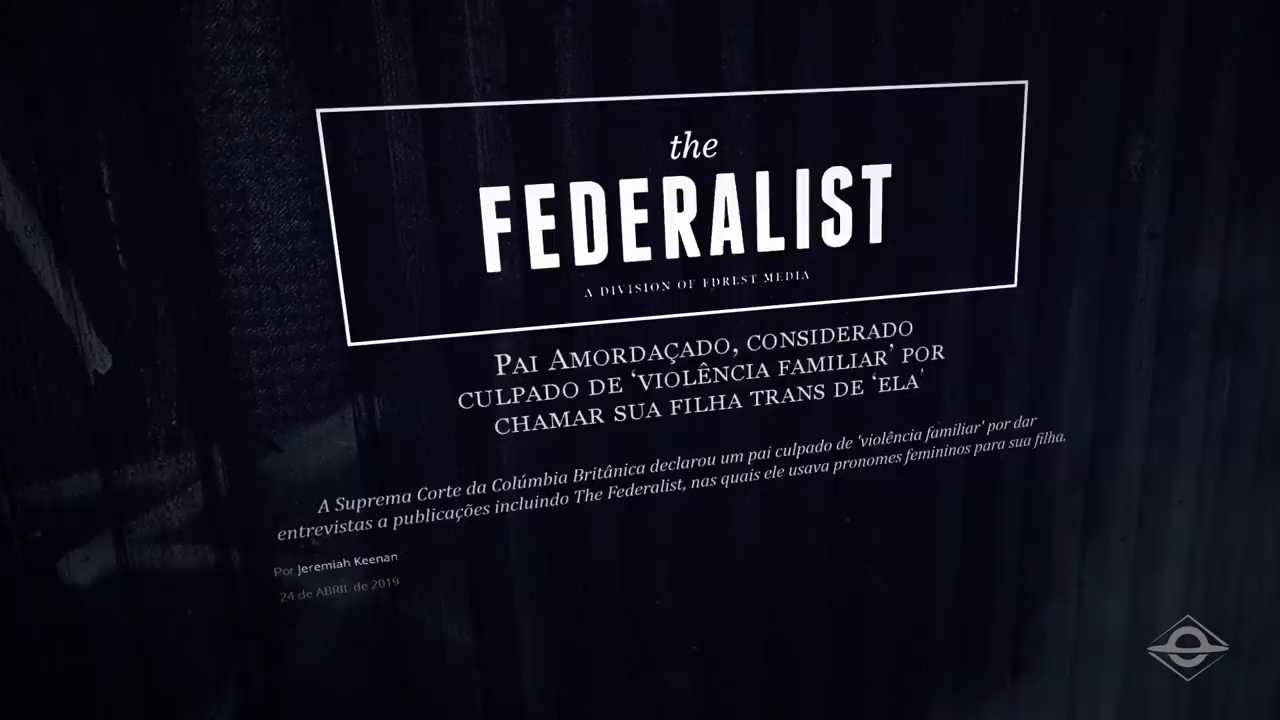 the
FEDERALIST
A DIVISION OF FDREST MEDIA
PAI AMORDAÇADO, CONSIDERADO
CULPADO DE ‘VIOLÊNCIA FAMILIAR’ POR
CHAMAR SUA FILHA TRANS DE ‘ELA'
A Suprema Corte da Colúmbia Britânica declarou um pai culpado de 'violência familiar' por dar
entrevistas a publicações incluindo The Federalist, nas quais ele usava pronomes femininos para sua filha.
Por Jeremiah Keenan
24 de ABRIL de 2019